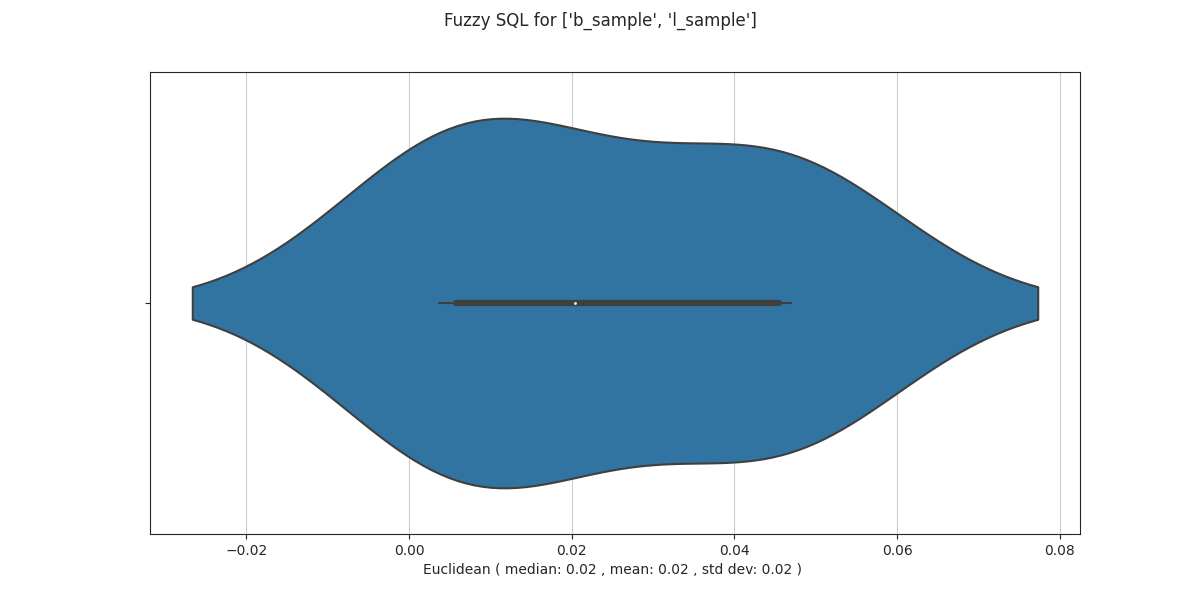 Fuzzy SQL for ['b_sample', 'l_sample']
−0.02 0.00 0.02 0.04 0.06 0.08
Euclidean ( median: 0.02 , mean: 0.02 , std dev: 0.02 )